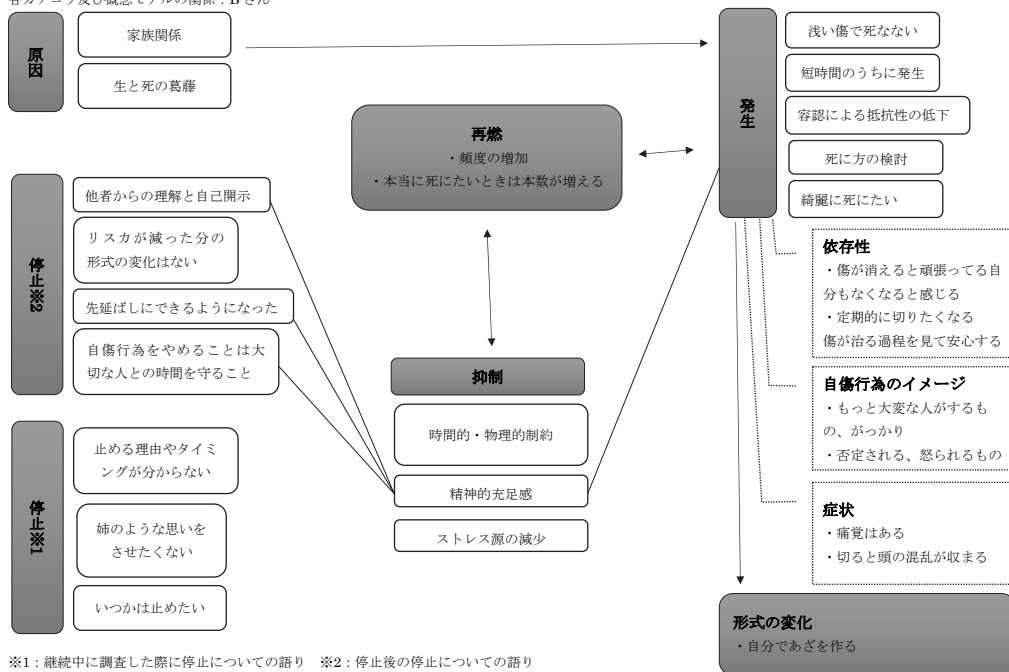 各カテゴリ及び概念モデルの関係：Bさん
原因
家族関係
生と死の葛藤
発生
浅い傷で死なない
短時間のうちに発生
容認による抵抗性の低下
死に方の検討
綺麗に死にたい
再燃
・頻度の増加
・本当に死にたいときは本数が増える
停止※2
他者からの理解と自己開示
リスカが減った分の
形式の変化はない
先延ばしにできるようになった
自傷行為をやめることは大
切な人との時間を守ること
依存性
・傷が消えると頑張ってる自
分もなくなると感じる
・定期的に切りたくなる
傷が治る過程を見て安心する
抑制
時間的・物理的制約
精神的充足感
ストレス源の減少
自傷行為のイメージ
・もっと大変な人がするも
の、がっかり
・否定される、怒られるもの
停止※1
止める理由やタイミ
ングが分からない
姉のような思いを
させたくない
いつかは止めたい
症状
・痛覚はある
・切ると頭の混乱が収まる
形式の変化
・自分であざを作る
※1：継続中に調査した際に停止についての語り　※2：停止後の停止についての語り